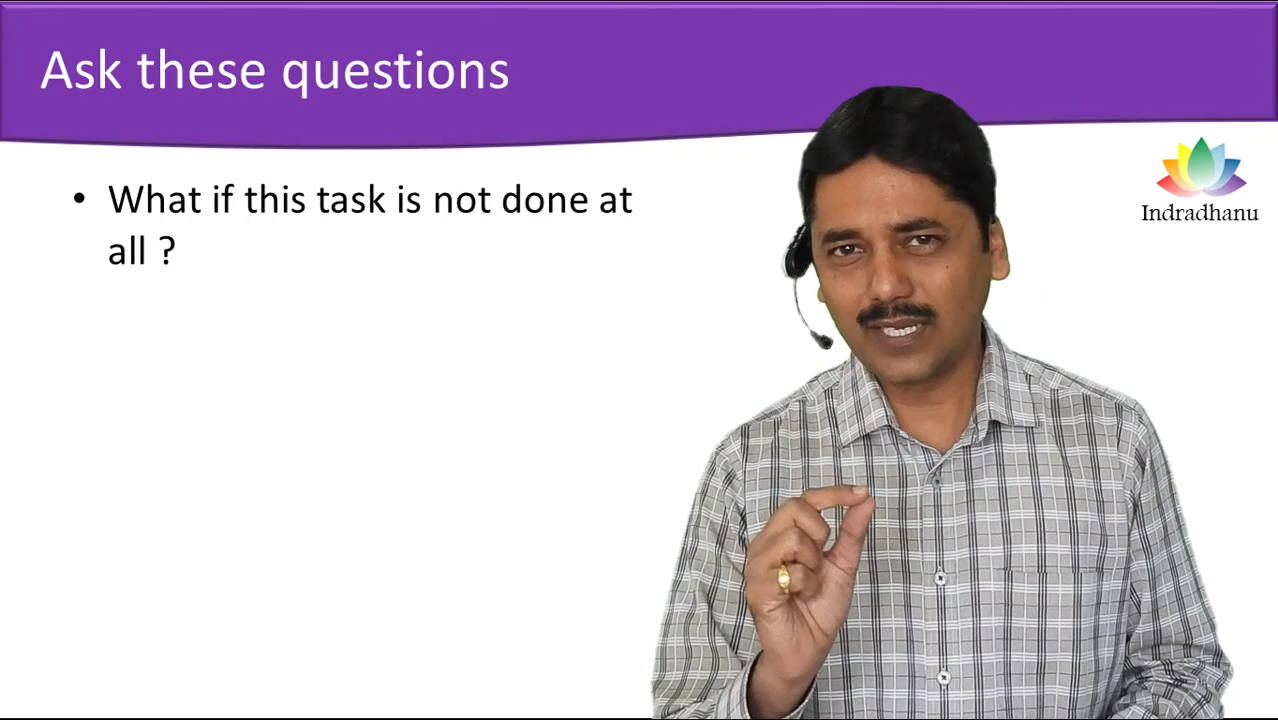 Ask these questions
• What if this task is not done at
all ?
Indradhanu